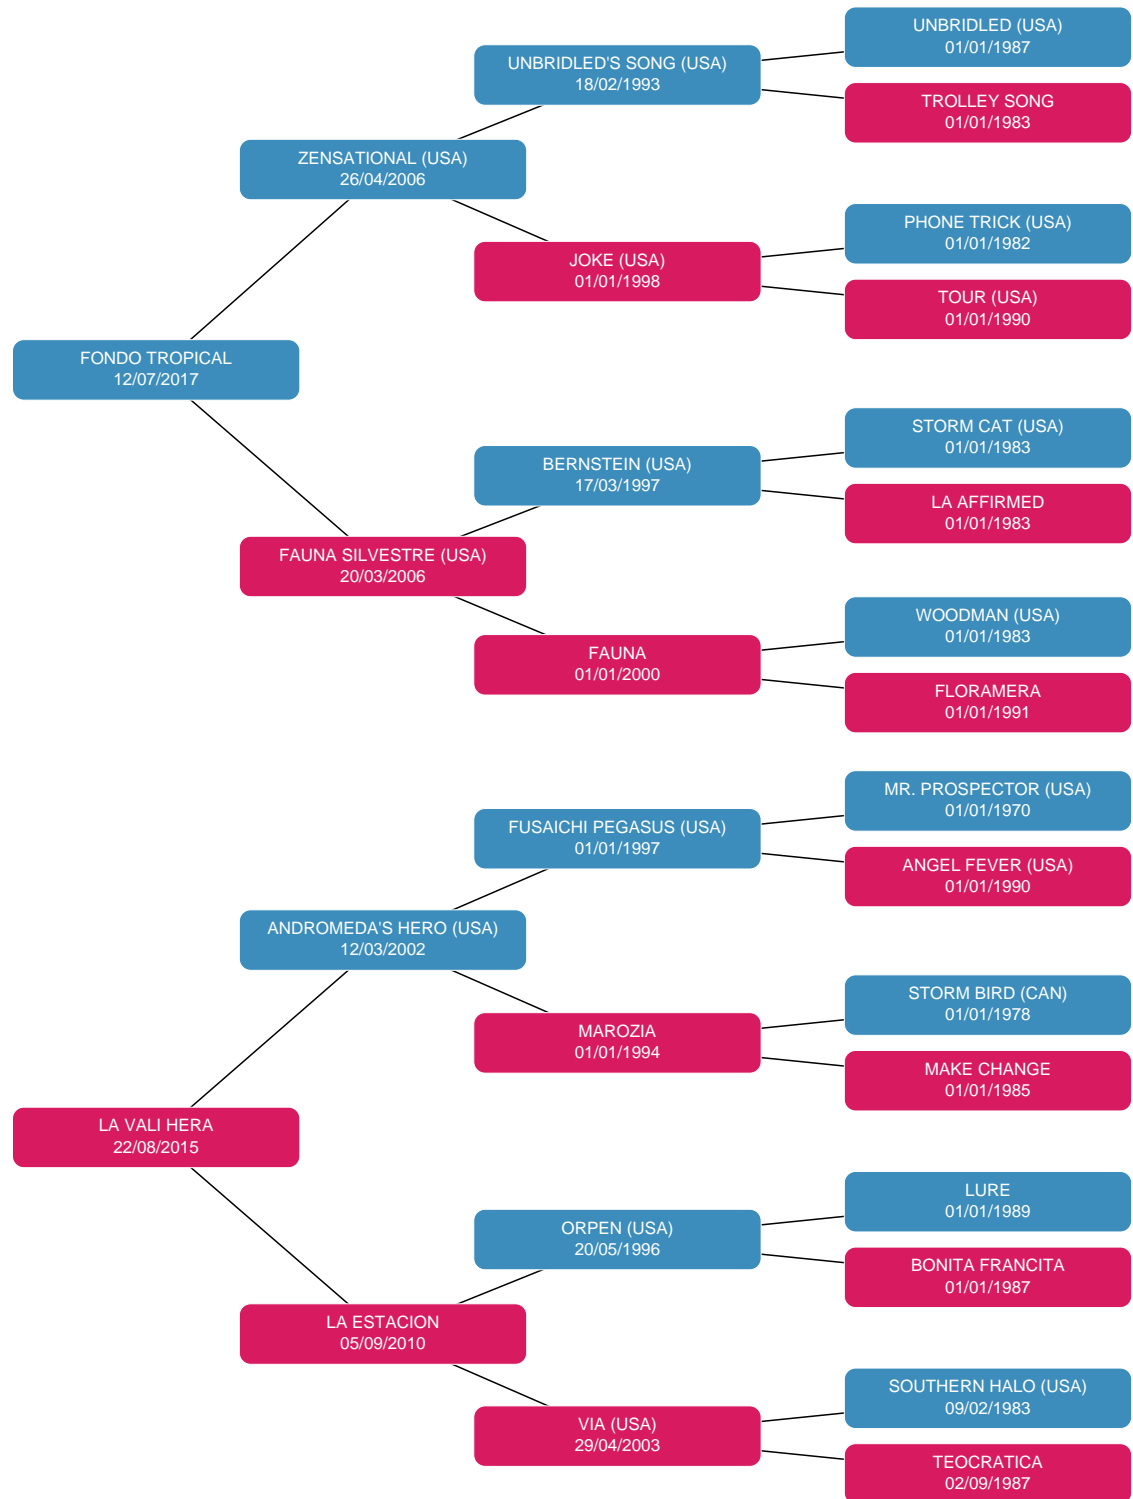 UNBRIDLED (USA)
01/01/1987
UNBRIDLED'S SONG (USA)
18/02/1993
TROLLEY SONG
01/01/1983
ZENSATIONAL (USA)
26/04/2006
PHONE TRICK (USA)
01/01/1982
JOKE (USA)
01/01/1998
TOUR (USA)
01/01/1990
FONDO TROPICAL
12/07/2017
STORM CAT (USA)
01/01/1983
BERNSTEIN (USA)
17/03/1997
LA AFFIRMED
01/01/1983
FAUNA SILVESTRE (USA)
20/03/2006
WOODMAN (USA)
01/01/1983
FAUNA
01/01/2000
FLORAMERA
01/01/1991
MR. PROSPECTOR (USA)
01/01/1970
FUSAICHI PEGASUS (USA)
01/01/1997
ANGEL FEVER (USA)
01/01/1990
ANDROMEDA'S HERO (USA)
12/03/2002
STORM BIRD (CAN)
01/01/1978
MAROZIA
01/01/1994
MAKE CHANGE
01/01/1985
LA VALI HERA
22/08/2015
LURE
01/01/1989
ORPEN (USA)
20/05/1996
BONITA FRANCITA
01/01/1987
LA ESTACION
05/09/2010
SOUTHERN HALO (USA)
09/02/1983
VIA (USA)
29/04/2003
TEOCRATICA
02/09/1987